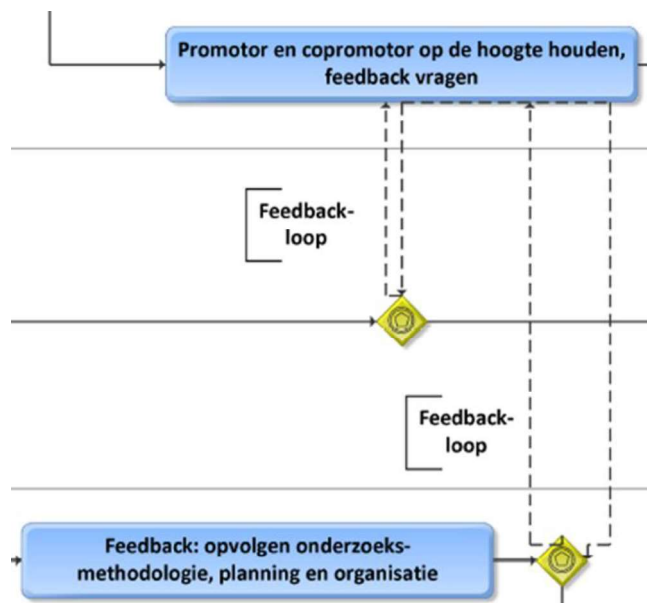 Promotor en copromotor op de hoogte houden,
feedback vragen
Feedback-
loop
Feedback-
loop
Feedback: opvolgen onderzoeks-
methodologie, planning en organisatie